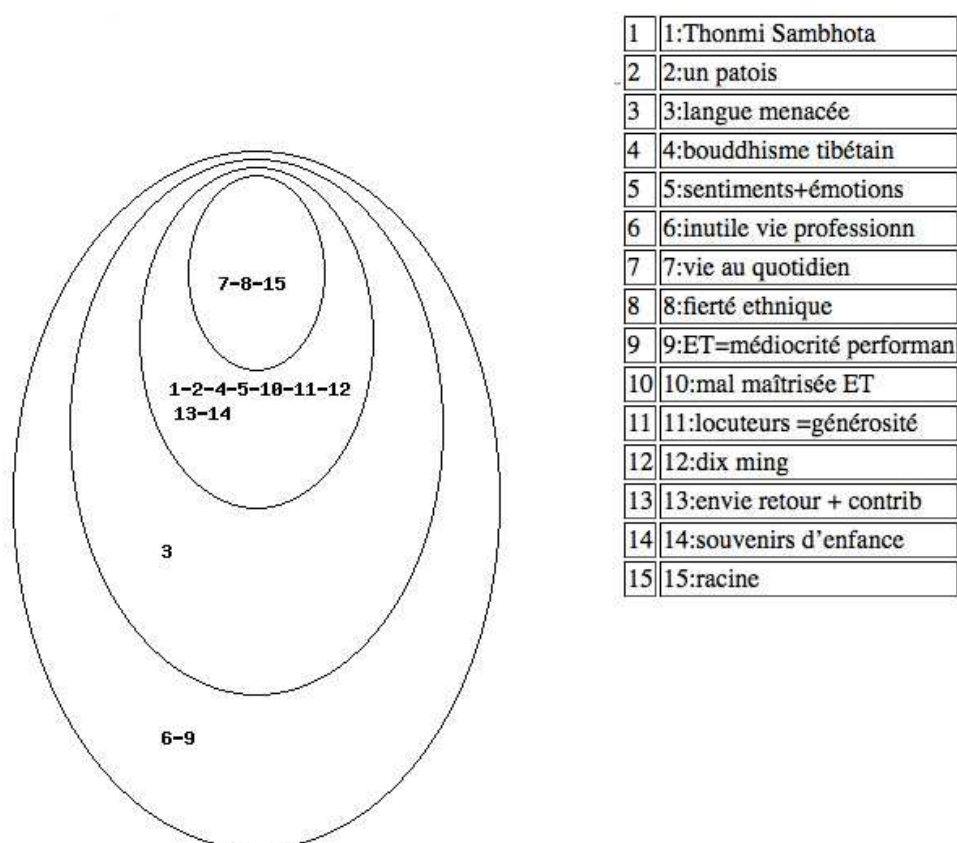 7-8-15
1-2-4-5-10-11-12
13-14
3
6-9
1 1:Thonmi Sambhota
2 2:un patois
3 3:langue menacée
4 4:bouddhisme tibétain
5 5:sentiments+émotions
6 6:inutile vie professionn
7 7:vie au quotidien
8 8:fierté ethnique
9 9:ET=médiocrité performan
10 10:mal maîtrisée ET
11 11:locuteurs =générosité
12 12:dix ming
13 13:envie retour + contrib
14 14:souvenirs d’enfance
15 15:racine